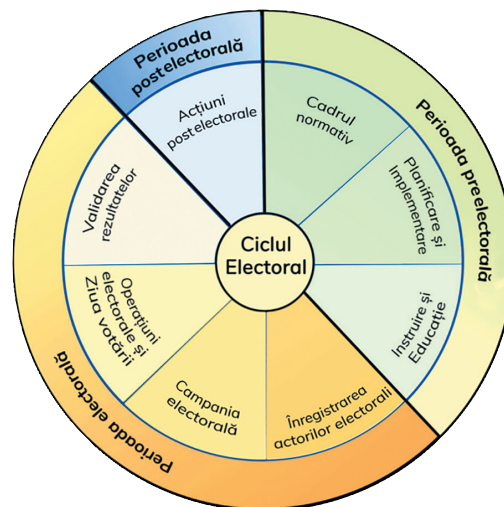 Ciclul
Electoral
Perioada preelectorală
Cadrul
normativ
Planificare și
Implementare
Instruire și
Educație
Perioada electorală
Înregistrarea
actorilor electorali
Campania
electorală
Operațiuni
electorale și
Ziua votării
Validarea
rezultatelor
Perioada
postelectorală
Acțiuni
postelectorale